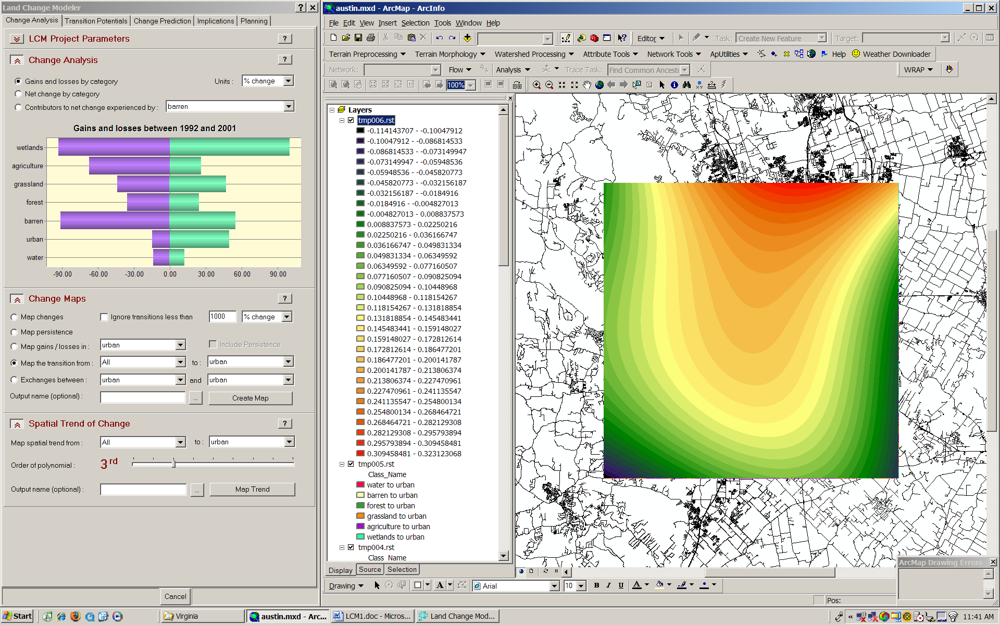 Land Change Modeler
Change Analysis Transition Potentials Change Prediction Implications Planning
LCM Project Parameters ?
Change Analysis ?
Gains and losses by category Units : % change
Net change by category
Contributors to net change experienced by : barren
Gains and losses between 1992 and 2001
wetlands
agriculture
grassland
forest
barren
urban
water
-90.00 -60.00 -30.00 0.00 30.00 60.00 90.00
Change Maps ?
Map changes Ignore transitions less than 1000 % change
Map persistence
Map gains / losses in : urban Include Persistence
Map the transition from : All to : urban
Exchanges between : urban and urban
Output name (optional) : ... Create Map
Spatial Trend of Change ?
Map spatial trend from : All to : urban
Order of polynomial : 3 rd
Output name (optional) : ... Map Trend
Cancel
austin.mxd - ArcMap - ArcInfo
File Edit View Insert Selection Tools Window Help
Editor Task: Create New Feature Target:
Terrain Preprocessing Terrain Morphology Watershed Processing Attribute Tools Network Tools ApUtilities Help Weather Downloader
Network: Flow Analysis Trace Task: Find Common Ancest WRAP
100%
Layers
tmp006.rst
-0.114143707 - -0.10047912
-0.10047912 - -0.086814533
-0.086814533 - -0.073149947
-0.073149947 - -0.05948536
-0.05948536 - -0.045820773
-0.045820773 - -0.032156187
-0.032156187 - -0.0184916
-0.0184916 - -0.004827013
-0.004827013 - 0.008837573
0.008837573 - 0.02250216
0.02250216 - 0.036166747
0.036166747 - 0.049831334
0.049831334 - 0.06349592
0.06349592 - 0.077160507
0.077160507 - 0.090825094
0.090825094 - 0.10448968
0.10448968 - 0.118154267
0.118154267 - 0.131818854
0.131818854 - 0.145483441
0.145483441 - 0.159148027
0.159148027 - 0.172812614
0.172812614 - 0.186477201
0.186477201 - 0.200141787
0.200141787 - 0.213806374
0.213806374 - 0.227470961
0.227470961 - 0.241135547
0.241135547 - 0.254800134
0.254800134 - 0.268464721
0.268464721 - 0.282129308
0.282129308 - 0.295793894
0.295793894 - 0.309458481
0.309458481 - 0.323123068
tmp005.rst
Class_Name
water to urban
barren to urban
forest to urban
grassland to urban
agriculture to urban
wetlands to urban
tmp004.rst
Class_Name
Display Source Selection
ArcMap Drawing Errors
Drawing A Arial 10 B I U A
Pos:
Start Virginia austin.mxd - Arc... LCM1.doc - Micros... Land Change Mod... « 11:41 AM